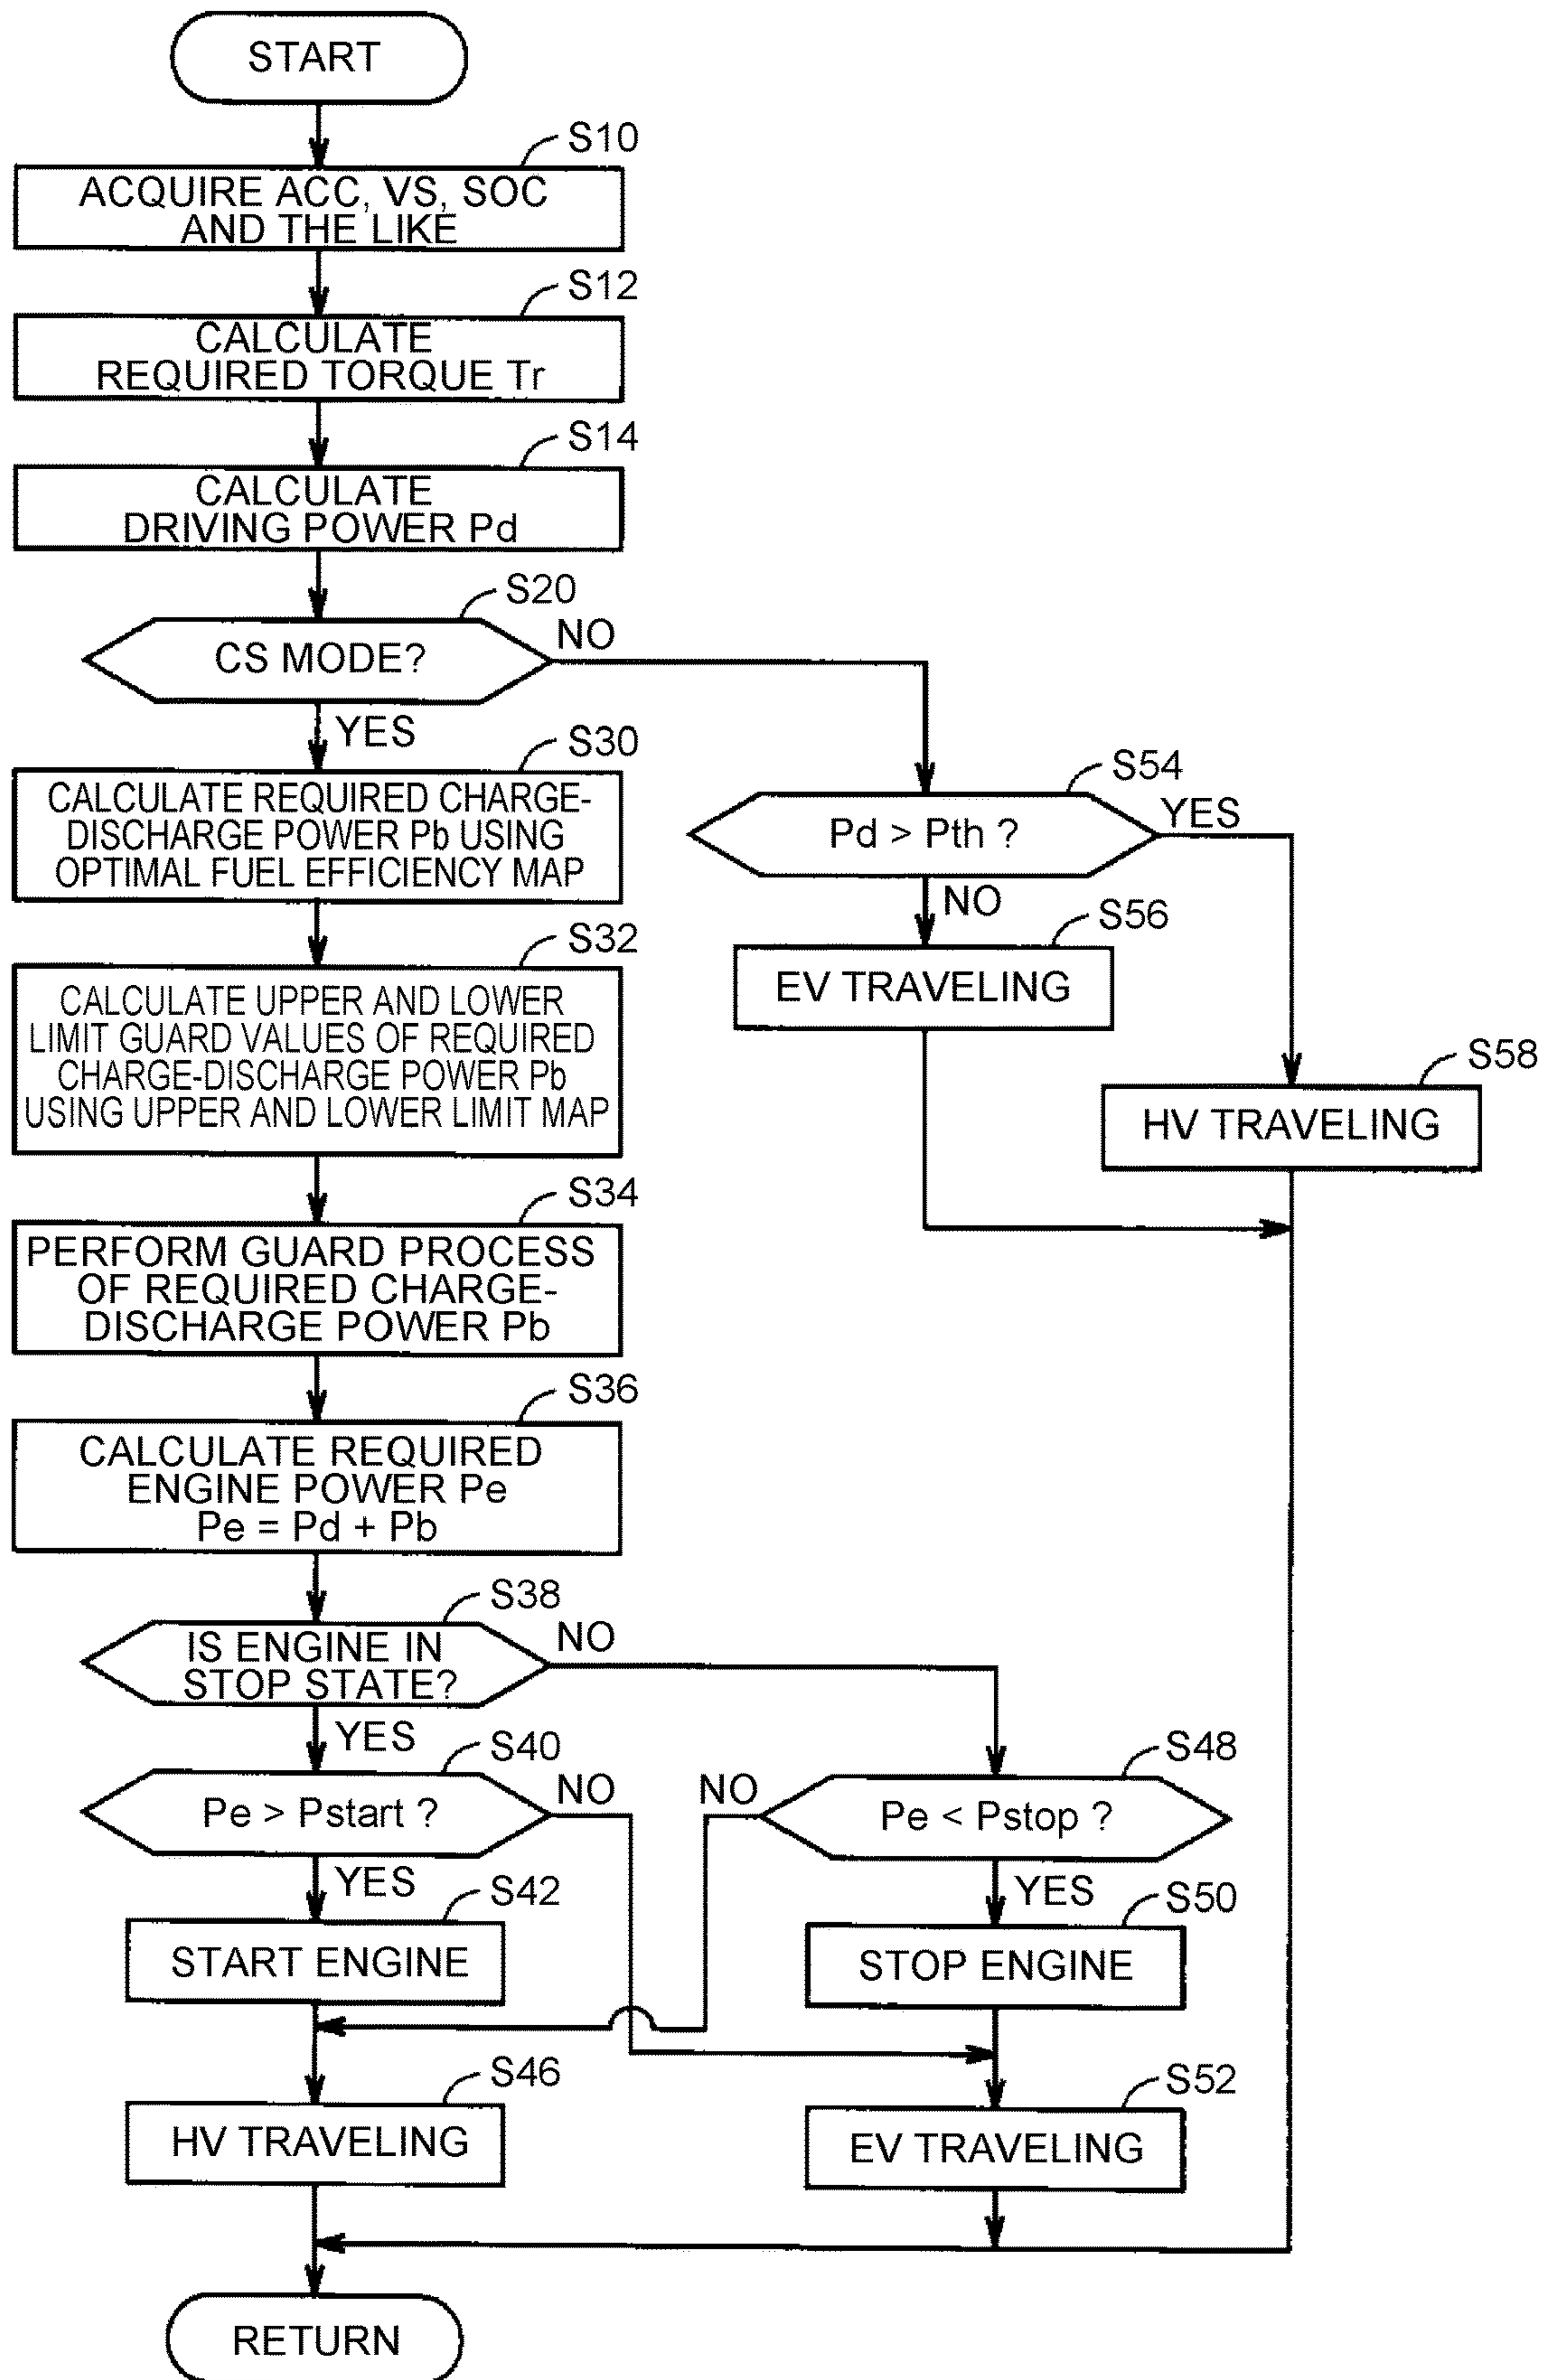 START
S10
ACQUIRE ACC, VS, SOC
AND THE LIKE
S12
CALCULATE
REQUIRED TORQUE Tr
S14
CALCULATE
DRIVING POWER Pd
S20
CS MODE?
NO
YES
S30
CALCULATE REQUIRED CHARGE-
DISCHARGE POWER Pb USING
OPTIMAL FUEL EFFICIENCY MAP
S54
Pd > Pth ?
YES
NO
S56
EV TRAVELING
S58
HV TRAVELING
S32
CALCULATE UPPER AND LOWER
LIMIT GUARD VALUES OF REQUIRED
CHARGE-DISCHARGE POWER Pb
USING UPPER AND LOWER LIMIT MAP
S34
PERFORM GUARD PROCESS
OF REQUIRED CHARGE-
DISCHARGE POWER Pb
S36
CALCULATE REQUIRED
ENGINE POWER Pe
Pe = Pd + Pb
S38
IS ENGINE IN
STOP STATE?
NO
YES
S40
Pe > Pstart ?
NO
YES
S48
NO
Pe < Pstop ?
YES
S42
START ENGINE
S50
STOP ENGINE
S46
HV TRAVELING
S52
EV TRAVELING
RETURN